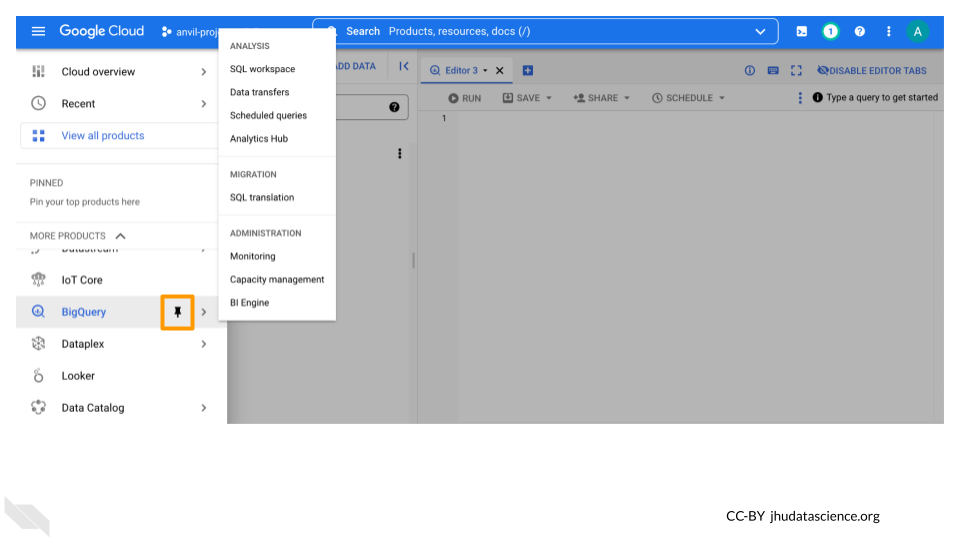 Google Cloud
anvil-proj
Search Products, resources, docs (/)
1
?
A
Cloud overview
Recent
View all products
PINNED
Pin your top products here
MORE PRODUCTS
Datastream
IoT Core
BigQuery
Dataplex
Looker
Data Catalog
ANALYSIS
SQL workspace
Data transfers
Scheduled queries
Analytics Hub
MIGRATION
SQL translation
ADMINISTRATION
Monitoring
Capacity management
BI Engine
ADD DATA
?
Editor 3
DISABLE EDITOR TABS
RUN
SAVE
SHARE
SCHEDULE
Type a query to get started
1
CC-BY jhudatascience.org